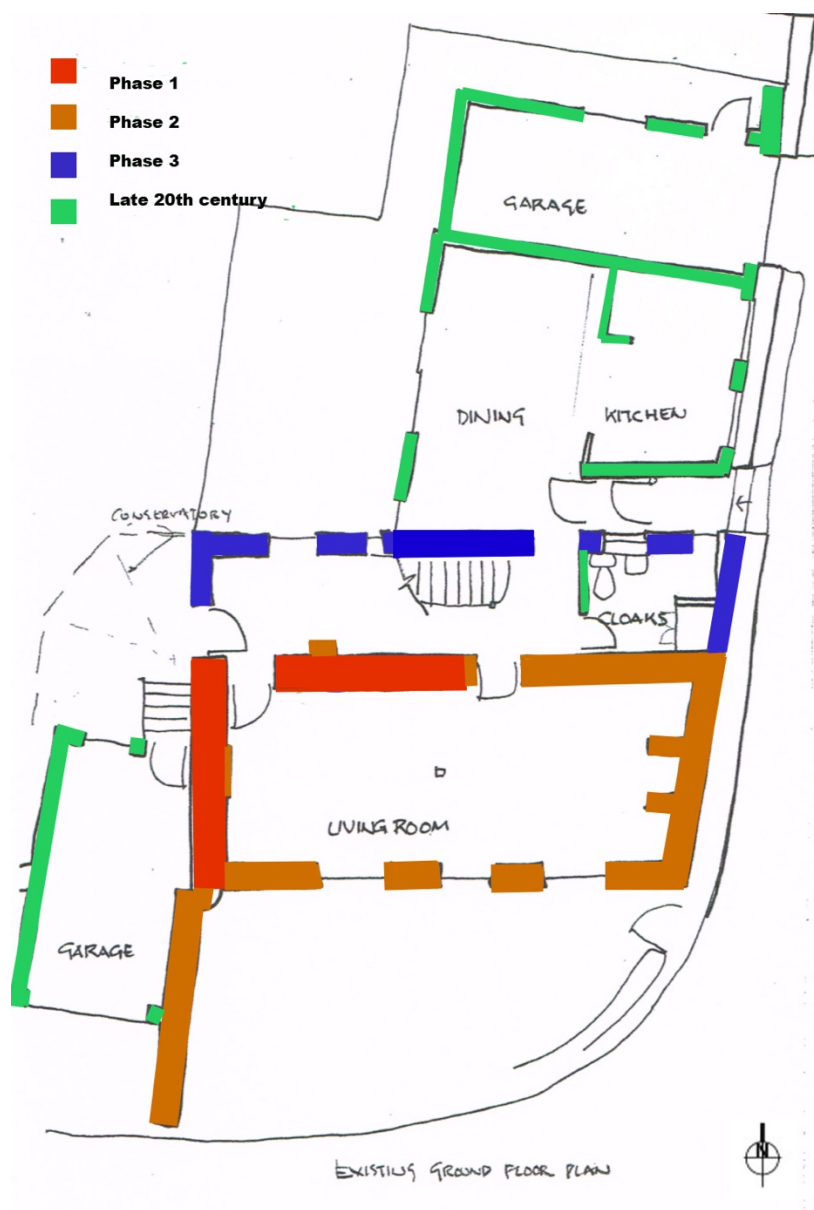 Phase 1
Phase 2
Phase 3
Late 20th century
GARAGE
DINING
KITCHEN
CONSERVATORY
CLOAKS
LIVING ROOM
GARAGE
N
EXISTING GROUND FLOOR PLAN